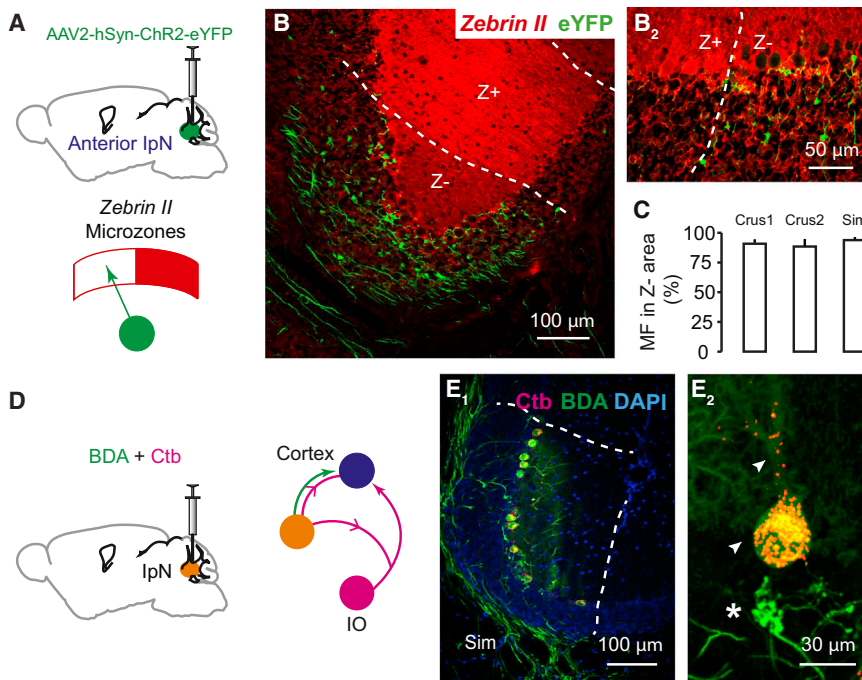 A
AAV2-hSyn-ChR2-eYFP
Anterior IpN
Zebrin II
Microzones
B
Zebrin II eYFP
Z+
Z-
100 µm
B2
Z+ Z-
50 µm
C
Crus1 Crus2 Sim
MF in Z- area
(%)
100
75
50
25
0
D
BDA + Ctb
IpN
Cortex
IO
E1
Ctb BDA DAPI
Sim
100 µm
E2
*
30 µm